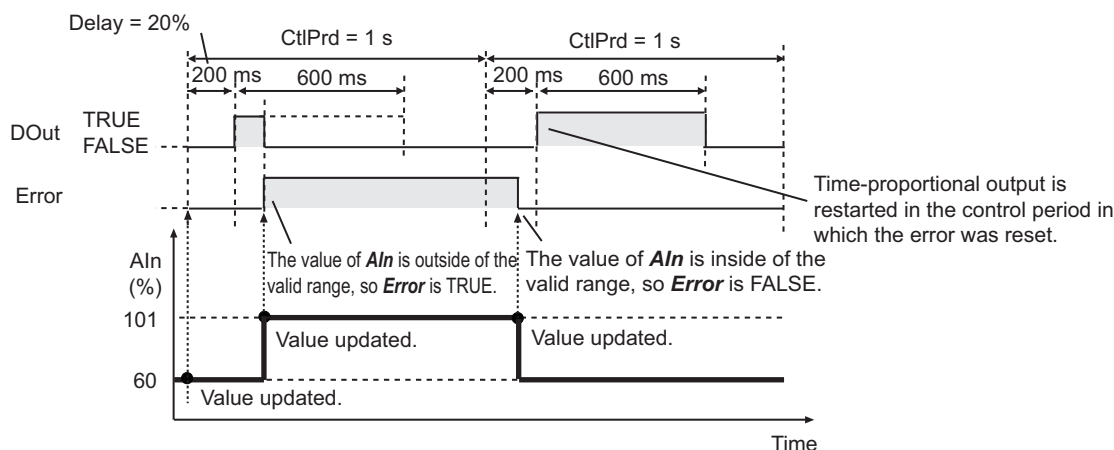 Delay = 20%
CtlPrd = 1 s
CtlPrd = 1 s
200 ms
600 ms
200 ms
600 ms
DOut
TRUE
FALSE
Error
Time-proportional output is
restarted in the control period in
which the error was reset.
AIn
(%)
The value of AIn is outside of the
valid range, so Error is TRUE.
The value of AIn is inside of the
valid range, so Error is FALSE.
101
Value updated.
Value updated.
60
Value updated.
Time